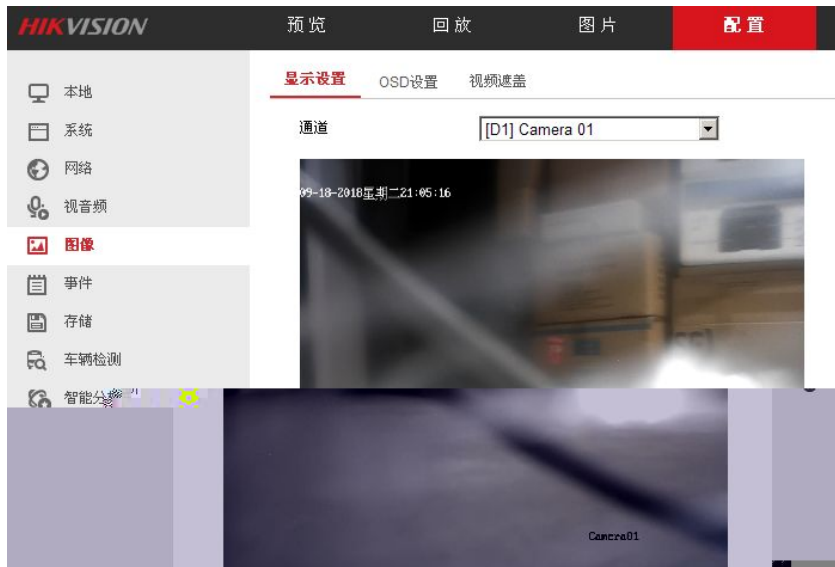 HIKVISION 预览 回放 图片 配置
本地
系统
网络
视音频
图像
事件
存储
车辆检测
智能分
显示设置 OSD设置 视频遮盖
通道 [D1] Camera 01
09-18-2018星期二21:05:16
Camera01